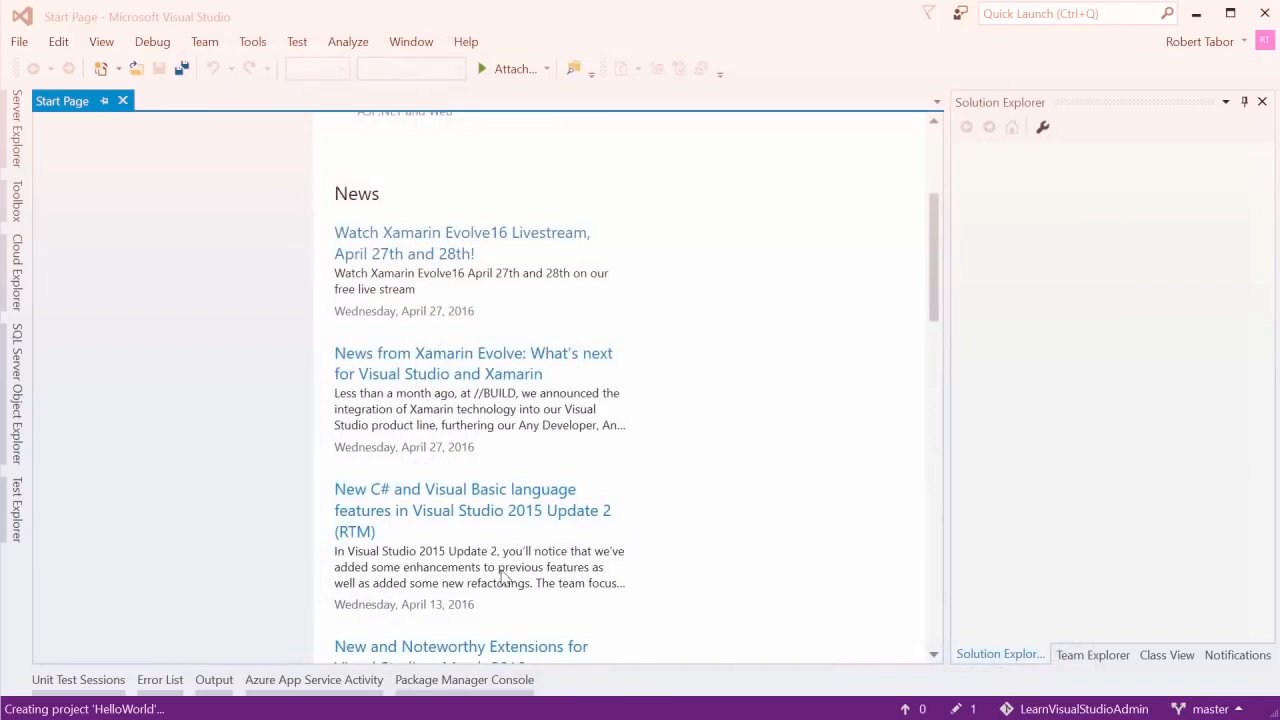 Start Page - Microsoft Visual Studio
Quick Launch (Ctrl+Q)
File Edit View Debug Team Tools Test Analyze Window Help
Robert Tabor
RT
Attach...
Start Page
Solution Explorer
Server Explorer
Toolbox
Cloud Explorer
SQL Server Object Explorer
Test Explorer
ASP.NET and Web
News
Watch Xamarin Evolve16 Livestream,
April 27th and 28th!
Watch Xamarin Evolve16 April 27th and 28th on our
free live stream
Wednesday, April 27, 2016
News from Xamarin Evolve: What's next
for Visual Studio and Xamarin
Less than a month ago, at //BUILD, we announced the
integration of Xamarin technology into our Visual
Studio product line, furthering our Any Developer, An...
Wednesday, April 27, 2016
New C# and Visual Basic language
features in Visual Studio 2015 Update 2
(RTM)
In Visual Studio 2015 Update 2, you'll notice that we've
added some enhancements to previous features as
well as added some new refactorings. The team focus...
Wednesday, April 13, 2016
New and Noteworthy Extensions for
Solution Explor... Team Explorer Class View Notifications
Unit Test Sessions Error List Output Azure App Service Activity Package Manager Console
Creating project 'HelloWorld'...
0 1 LearnVisualStudioAdmin master